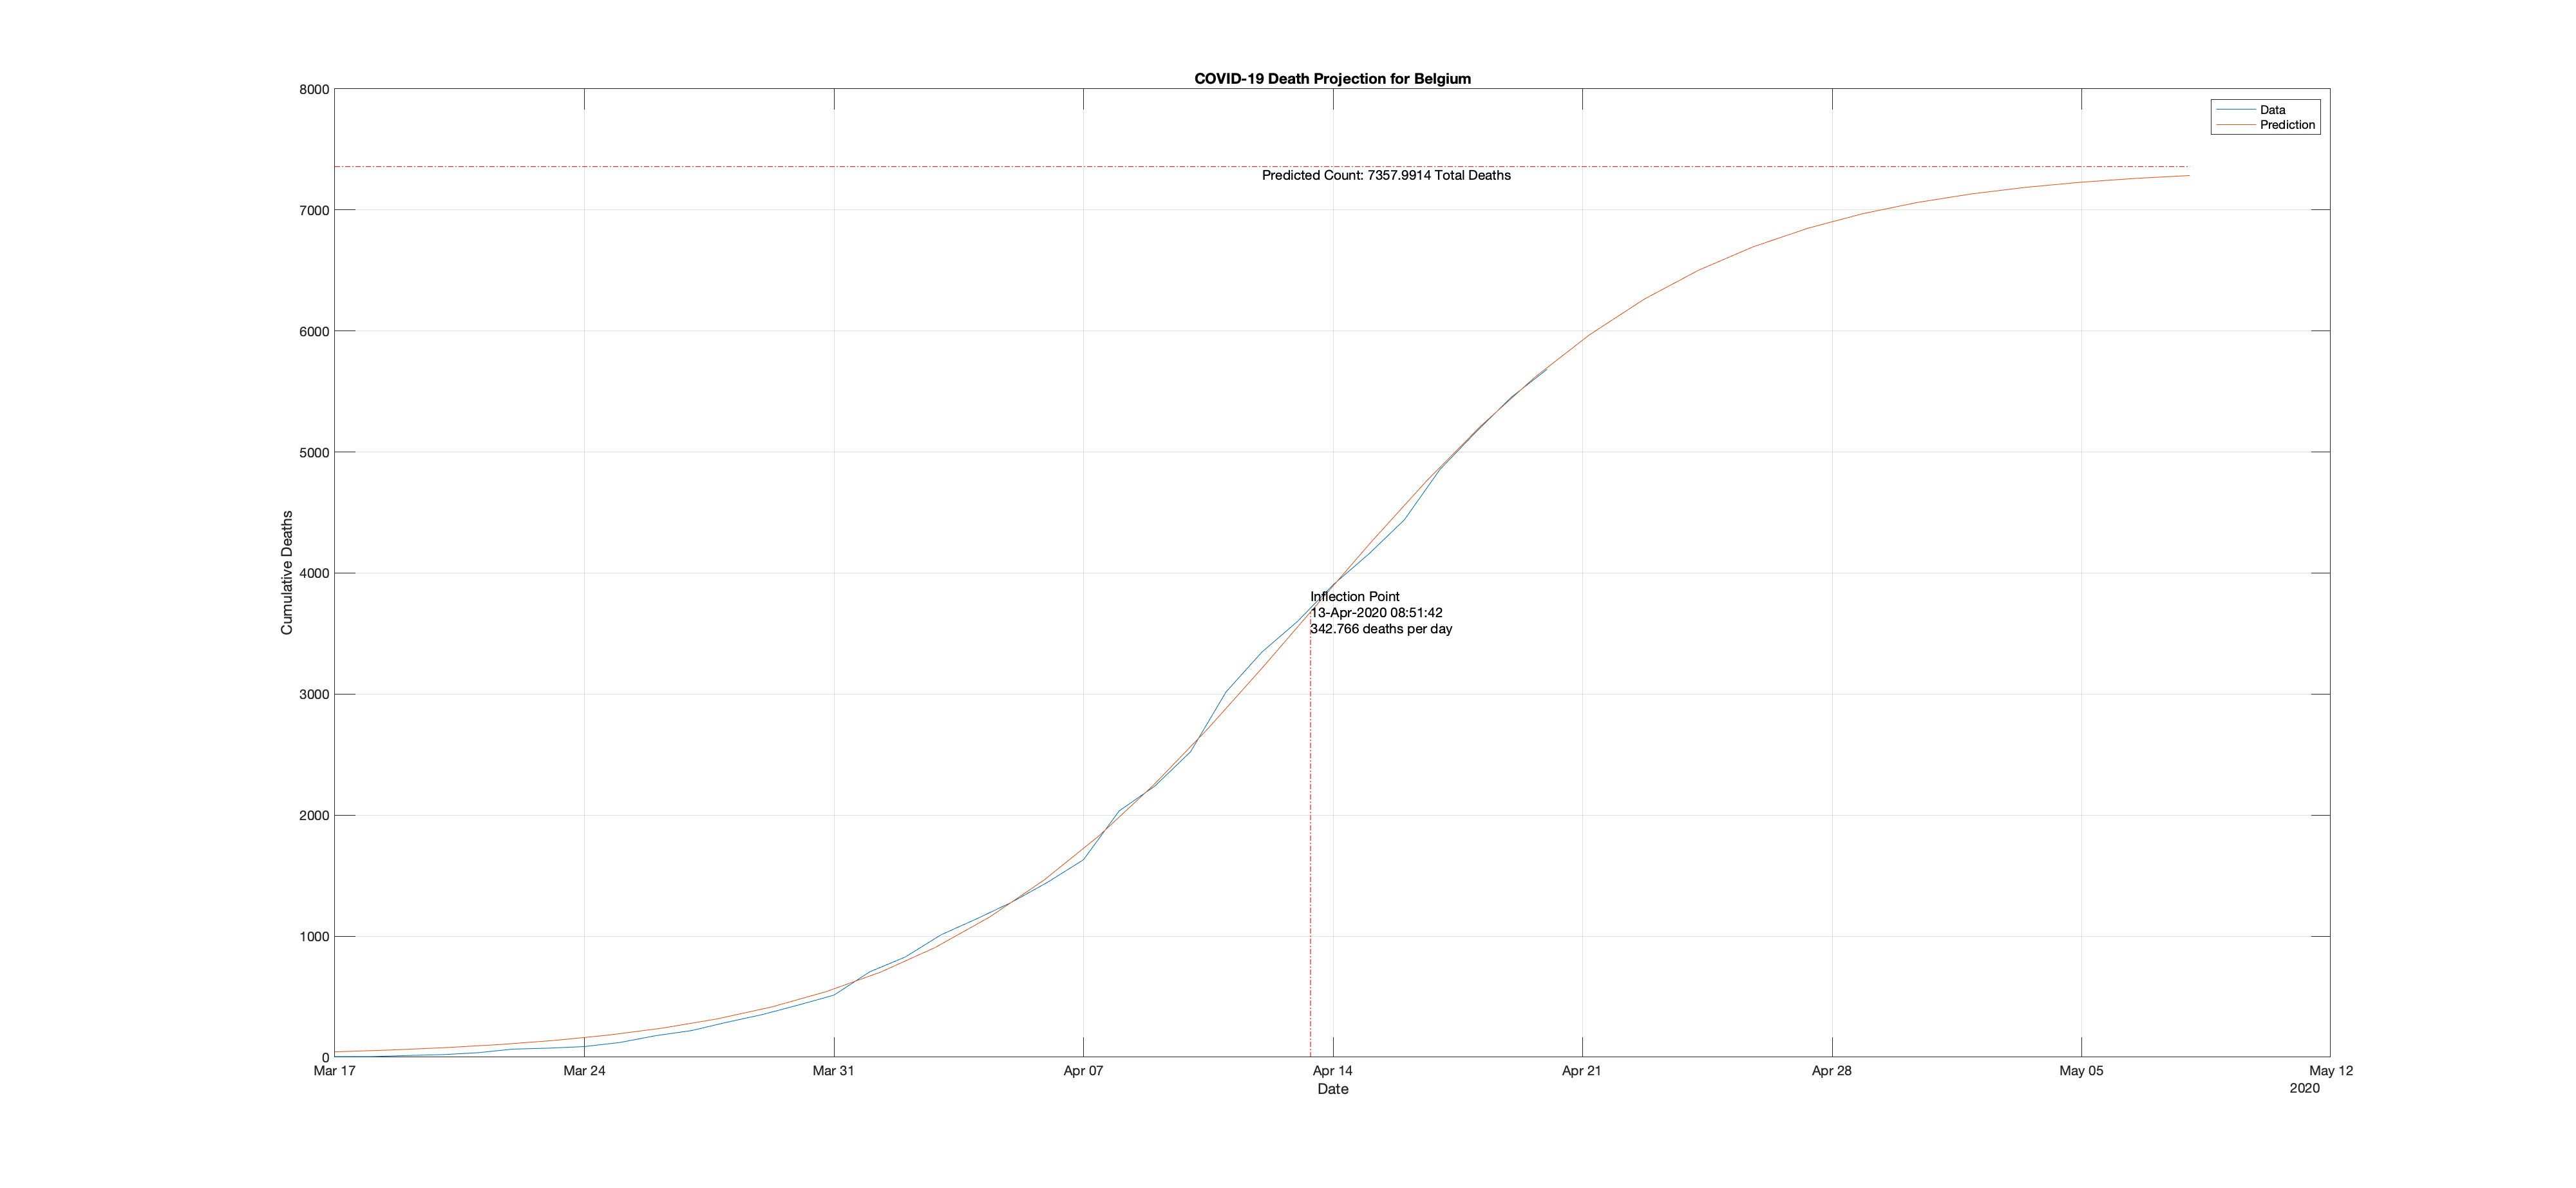 COVID-19 Death Projection for Belgium
8000
7000
6000
5000
4000
3000
2000
1000
0
Cumulative Deaths
Data
Prediction
Predicted Count: 7357.9914 Total Deaths
Inflection Point
13-Apr-2020 08:51:42
342.766 deaths per day
Mar 17 Mar 24 Mar 31 Apr 07 Apr 14 Apr 21 Apr 28 May 05 May 12
Date
2020